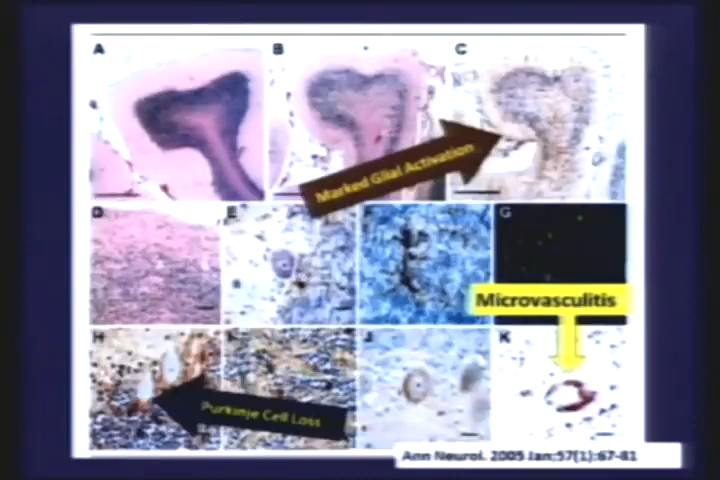 A B C
Marked Glial Activation
D E F G
Microvasculitis
H J K
Purkinje Cell Loss
Ann Neurol. 2005 Jan;57(1):67-81